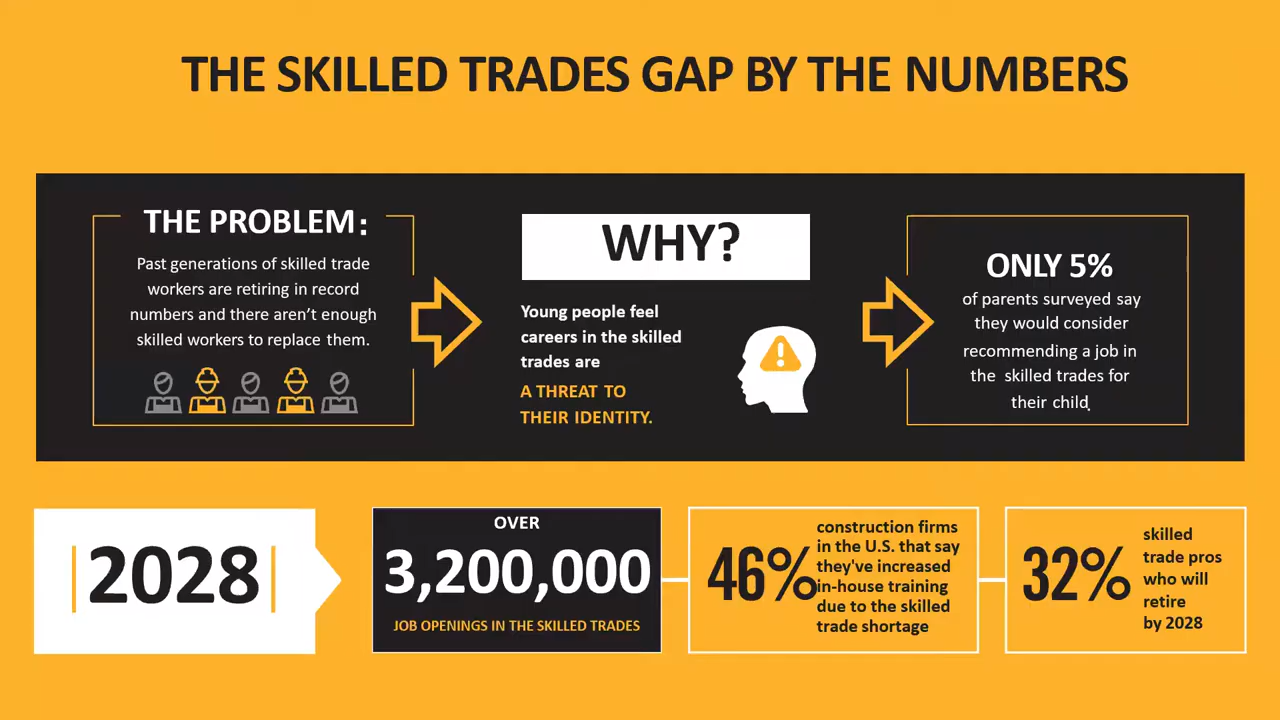 THE SKILLED TRADES GAP BY THE NUMBERS
THE PROBLEM:
Past generations of skilled trade
workers are retiring in record
numbers and there aren't enough
skilled workers to replace them.
WHY?
Young people feel
careers in the skilled
trades are
A THREAT TO
THEIR IDENTITY.
ONLY 5%
of parents surveyed say
they would consider
recommending a job in
the skilled trades for
their child.
2028
OVER
3,200,000
JOB OPENINGS IN THE SKILLED TRADES
46%
construction firms
in the U.S. that say
they've increased
in-house training
due to the skilled
trade shortage
32%
skilled
trade pros
who will
retire
by 2028